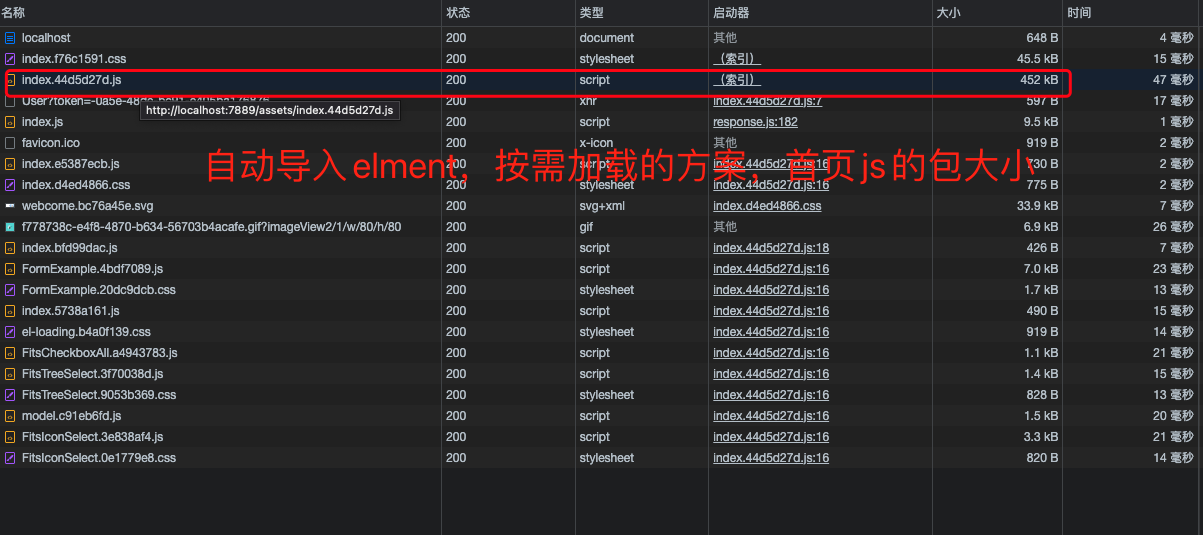 名称 状态 类型 启动器 大小 时间
localhost 200 document 其他 648 B 4 毫秒
index.f76c1591.css 200 stylesheet （索引） 45.5 kB 15 毫秒
index.44d5d27d.js 200 script （索引） 452 kB 47 毫秒
200 xhr index.44d5d27d.js:7 597 B 17 毫秒
http://localhost:7889/assets/index.44d5d27d.js
index.js 200 script response.js:182 9.5 kB 1 毫秒
favicon.ico 200 x-icon 其他 919 B 2 毫秒
自动导入elment，按需加载的方案，首页js的包大小
index.e5387ecb.js 200 script index.44d5d27d.js:16 730 B 2 毫秒
index.d4ed4866.css 200 stylesheet index.44d5d27d.js:16 775 B 2 毫秒
webcome.bc76a45e.svg 200 svg+xml index.d4ed4866.css 33.9 kB 7 毫秒
f778738c-e4f8-4870-b634-56703b4acafe.gif?imageView2/1/w/80/h/80 200 gif 其他 6.9 kB 26 毫秒
index.bfd99dac.js 200 script index.44d5d27d.js:18 426 B 7 毫秒
FormExample.4bdf7089.js 200 script index.44d5d27d.js:16 7.0 kB 23 毫秒
FormExample.20dc9dcb.css 200 stylesheet index.44d5d27d.js:16 1.7 kB 13 毫秒
index.5738a161.js 200 script index.44d5d27d.js:16 490 B 15 毫秒
el-loading.b4a0f139.css 200 stylesheet index.44d5d27d.js:16 919 B 14 毫秒
FitsCheckboxAll.a4943783.js 200 script index.44d5d27d.js:16 1.1 kB 21 毫秒
FitsTreeSelect.3f70038d.js 200 script index.44d5d27d.js:16 1.4 kB 15 毫秒
FitsTreeSelect.9053b369.css 200 stylesheet index.44d5d27d.js:16 828 B 13 毫秒
model.c91eb6fd.js 200 script index.44d5d27d.js:16 1.5 kB 20 毫秒
FitsIconSelect.3e838af4.js 200 script index.44d5d27d.js:16 3.3 kB 21 毫秒
FitsIconSelect.0e1779e8.css 200 stylesheet index.44d5d27d.js:16 820 B 14 毫秒